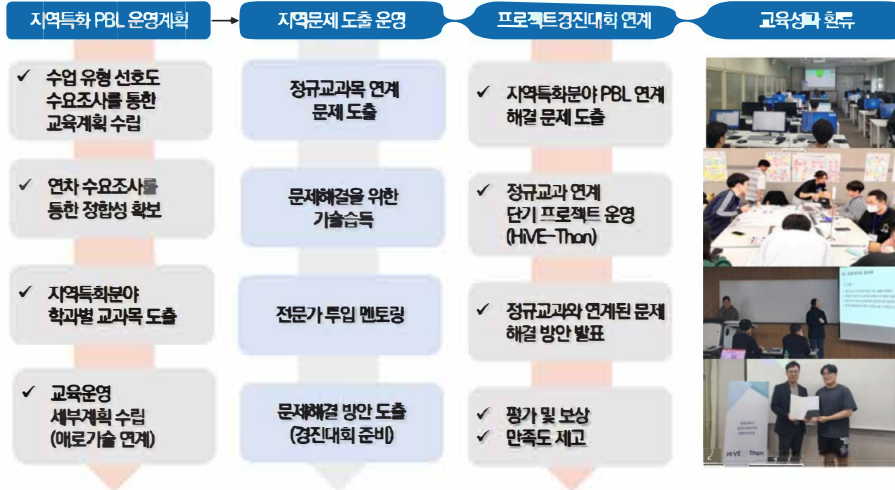 지역특화 PBL 운영계획
지역문제 도출 운영
프로젝트경진대회 연계
교육성과 환류
✓ 수업 유형 선호도
수요조사를 통한
교육계획 수립
✓ 연차 수요조사를
통한 정합성 확보
✓ 지역특화분야
학과별 교과목 도출
✓ 교육운영
세부계획 수립
(애로기술 연계)
정규교과목 연계
문제 도출
문제해결을 위한
기술습득
전문가 투입 멘토링
문제해결 방안 도출
(경진대회 준비)
✓ 지역특화분야 PBL 연계
해결 문제 도출
✓ 정규교과 연계
단기 프로젝트 운영
(HiVE-Thon)
✓ 정규교과와 연계된 문제
해결 방안 발표
✓ 평가 및 보상
✓ 만족도 제고
HiVE Thon